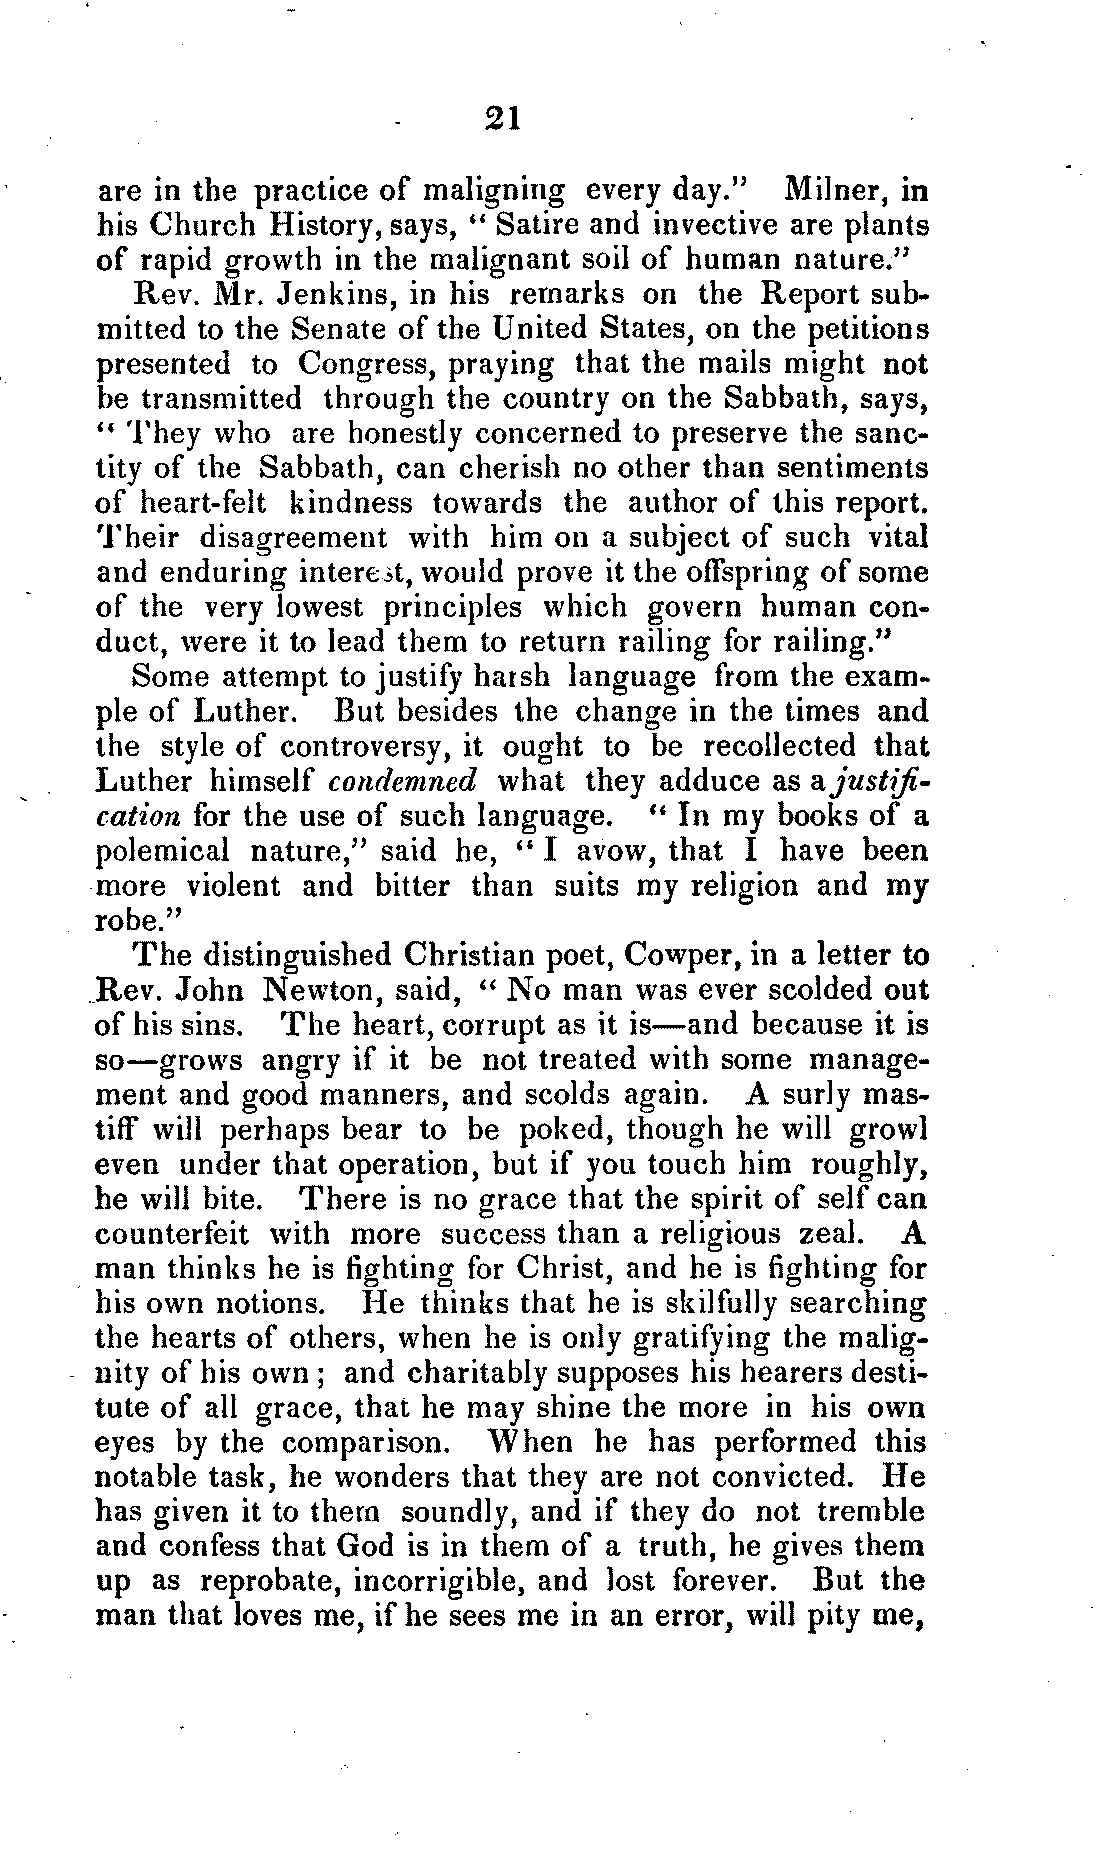 21
are in the practice of maligning every day." Milner, in
his Church History, says, " Satire and invective are plants
of rapid growth in the malignant soil of human nature."
Rev. Mr. Jenkins, in his remarks on the Report sub-
mitted to the Senate of the United States, on the petitions
presented to Congress, praying that the mails might not
be transmitted through the country on the Sabbath, says,
" They who are honestly concerned to preserve the sanc-
tity of the Sabbath, can cherish no other than sentiments
of heart-felt kindness towards the author of this report.
Their disagreement with him on a subject of such vital
and enduring interest, would prove it the offspring of some
of the very lowest principles which govern human con-
duct, were it to lead them to return railing for railing."
Some attempt to justify harsh language from the exam-
ple of Luther. But besides the change in the times and
the style of controversy, it ought to be recollected that
Luther himself condemned what they adduce as a justifi-
cation for the use of such language. " In my books of a
polemical nature," said he, " I avow, that I have been
more violent and bitter than suits my religion and my
robe."
The distinguished Christian poet, Cowper, in a letter to
Rev. John Newton, said, " No man was ever scolded out
of his sins. The heart, corrupt as it is—and because it is
so—grows angry if it be not treated with some manage-
ment and good manners, and scolds again. A surly mas-
tiff will perhaps bear to be poked, though he will growl
even under that operation, but if you touch him roughly,
he will bite. There is no grace that the spirit of self can
counterfeit with more success than a religious zeal. A
man thinks he is fighting for Christ, and he is fighting for
his own notions. He thinks that he is skilfully searching
the hearts of others, when he is only gratifying the malig-
nity of his own ; and charitably supposes his hearers desti-
tute of all grace, that he may shine the more in his own
eyes by the comparison. When he has performed this
notable task, he wonders that they are not convicted. He
has given it to them soundly, and if they do not tremble
and confess that God is in them of a truth, he gives them
up as reprobate, incorrigible, and lost forever. But the
man that loves me, if he sees me in an error, will pity me,